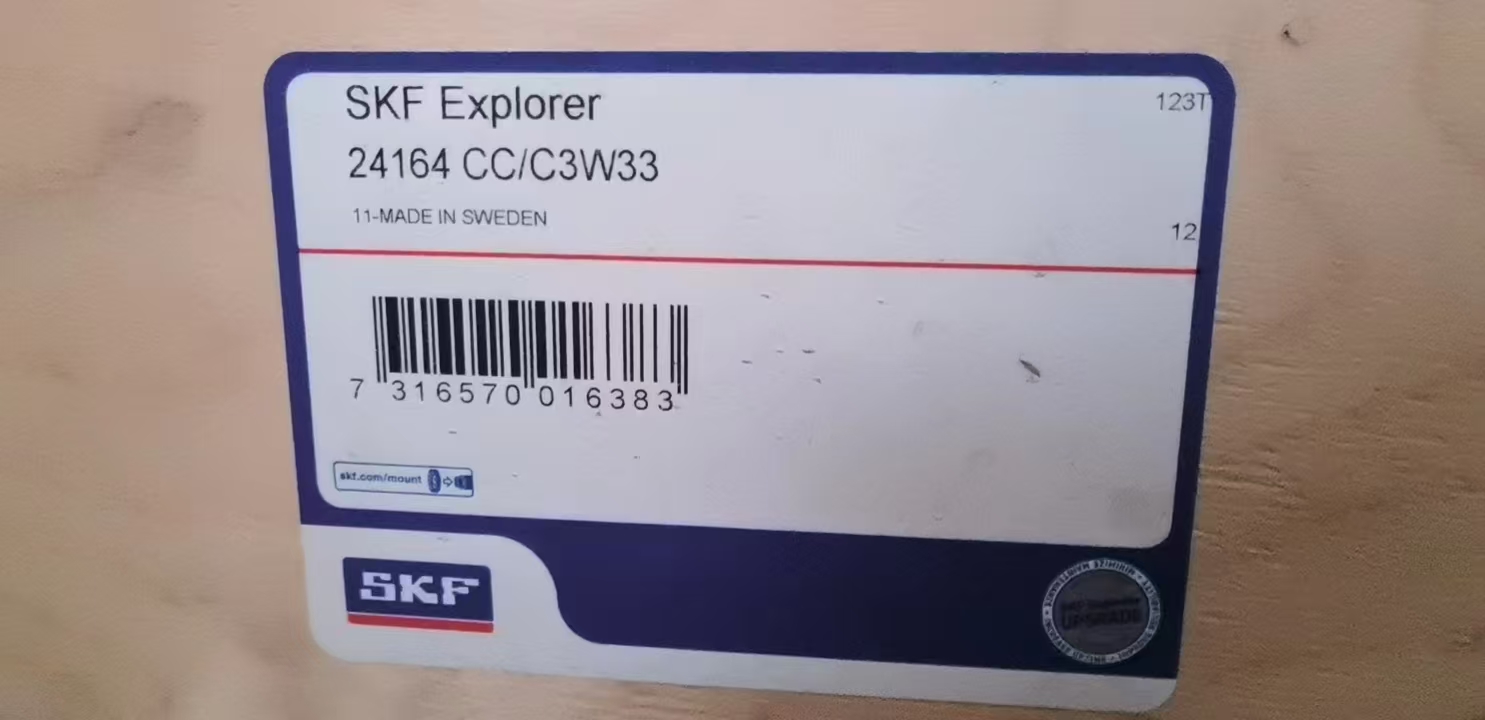 SKF Explorer
123T
24164 CC/C3W33
11-MADE IN SWEDEN
12
7 316570 016383
skf.com/mount
SKF
UPGRADE